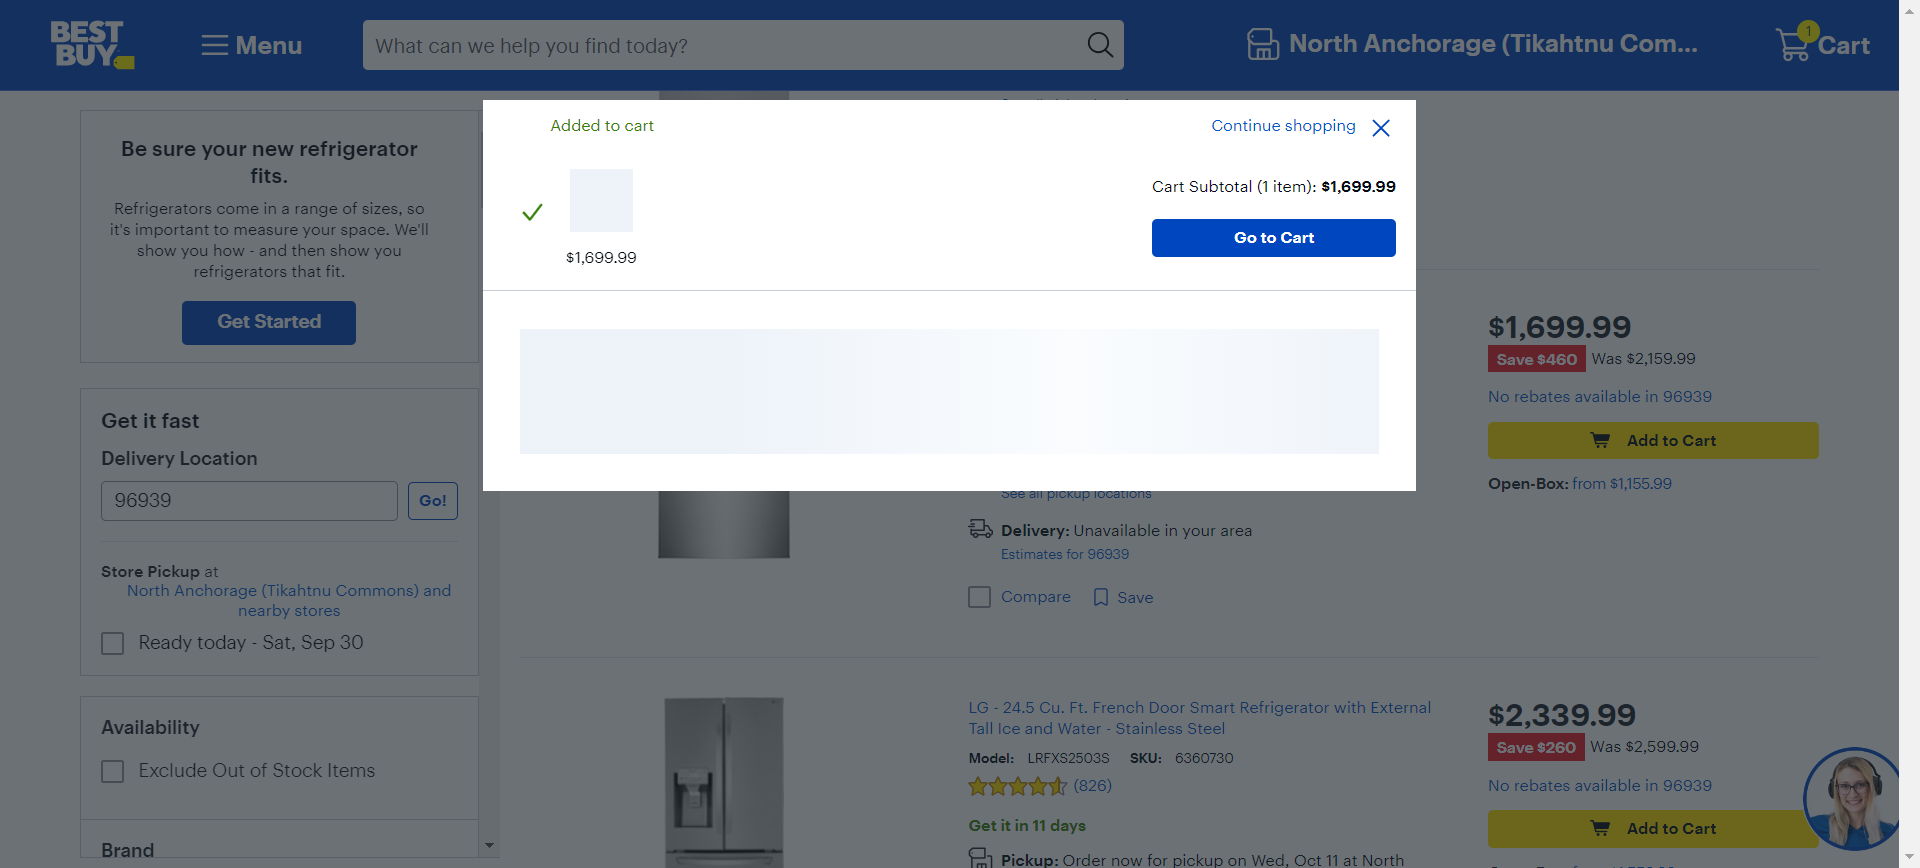 BEST BUY
Menu
What can we help you find today?
North Anchorage (Tikahtnu Com...
1
Cart
Be sure your new refrigerator
fits.
Refrigerators come in a range of sizes, so
it's important to measure your space. We'll
show you how - and then show you
refrigerators that fit.
Get Started
Get it fast
Delivery Location
96939
Go!
Store Pickup at
North Anchorage (Tikahtnu Commons) and
nearby stores
Ready today - Sat, Sep 30
Availability
Exclude Out of Stock Items
Brand
Added to cart
Continue shopping
$1,699.99
Cart Subtotal (1 item): $1,699.99
Go to Cart
$1,699.99
Save $460 Was $2,159.99
No rebates available in 96939
Add to Cart
Open-Box: from $1,155.99
See all pickup locations
Delivery: Unavailable in your area
Estimates for 96939
Compare
Save
LG - 24.5 Cu. Ft. French Door Smart Refrigerator with External
Tall Ice and Water - Stainless Steel
Model: LRFXS2503S SKU: 6360730
(826)
Get it in 11 days
Pickup: Order now for pickup on Wed, Oct 11 at North
$2,339.99
Save $260 Was $2,599.99
No rebates available in 96939
Add to Cart